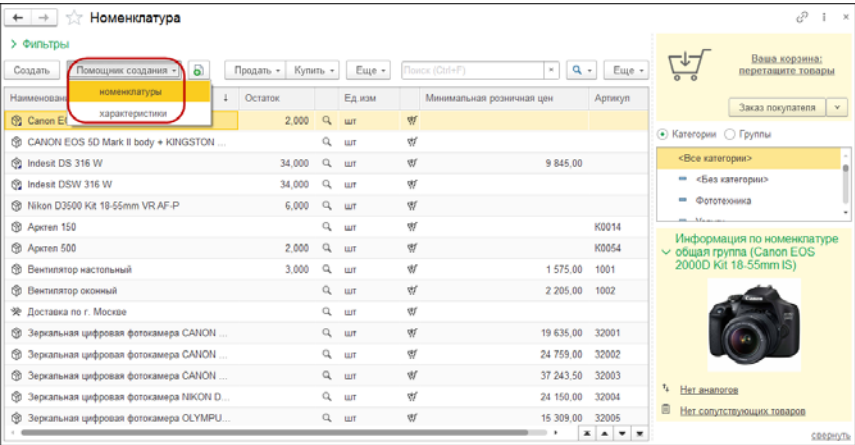 Номенклатура
Фильтры
Создать Помощник создания Продать Купить Еще Поиск (Ctrl+F) × Еще
номенклатуры
характеристики
Наименован ↓ Остаток Ед.изм Минимальная розничная цен Артикул
Canon E 2,000 шт
CANON EOS 5D Mark II body + KINGSTON ... шт
Indesit DS 316 W 34,000 шт 9 845,00
Indesit DSW 316 W 34,000 шт
Nikon D3500 Kit 18-55mm VR AF-P 6,000 шт
Арктел 150 шт K0014
Арктел 500 2,000 шт K0054
Вентилятор настольный 3,000 шт 1 575,00 1001
Вентилятор оконный шт 2 205,00 1002
Доставка по г. Москве
Зеркальная цифровая фотокамера CANON ... шт 19 635,00 32001
Зеркальная цифровая фотокамера CANON ... шт 24 759,00 32002
Зеркальная цифровая фотокамера CANON ... шт 37 243,50 32003
Зеркальная цифровая фотокамера NIKON D... шт 24 150,00 32004
Зеркальная цифровая фотокамера OLYMPU... шт 15 309,00 32005
Ваша корзина:
перетащите товары
Заказ покупателя
Категории Группы
<Все категории>
<Без категории>
Фототехника
Информация по номенклатуре
общая группа (Canon EOS
2000D Kit 18-55mm IS)
Canon
Нет аналогов
Нет сопутствующих товаров
свернуть